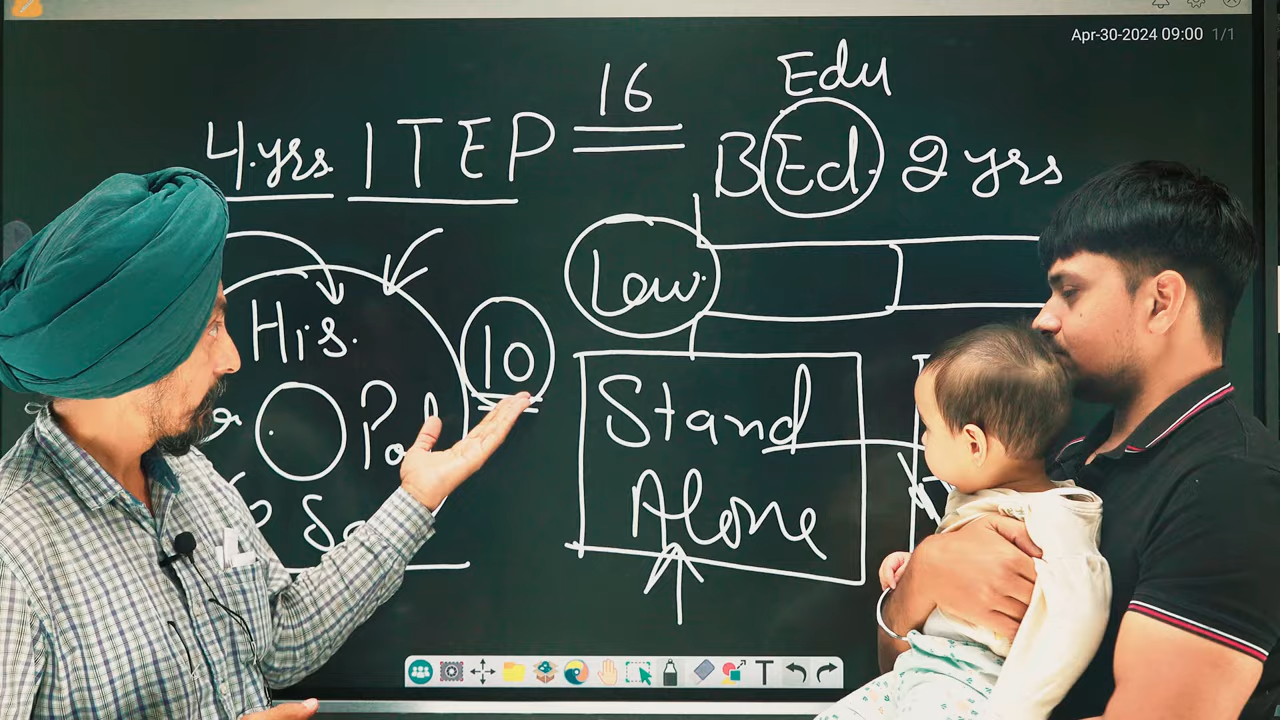 Apr-30-2024 09:00 1/1
16
Edu
4.yrs. ITEP
BEd. 2 yrs
Law.
His.
10
Stand
Alone
T